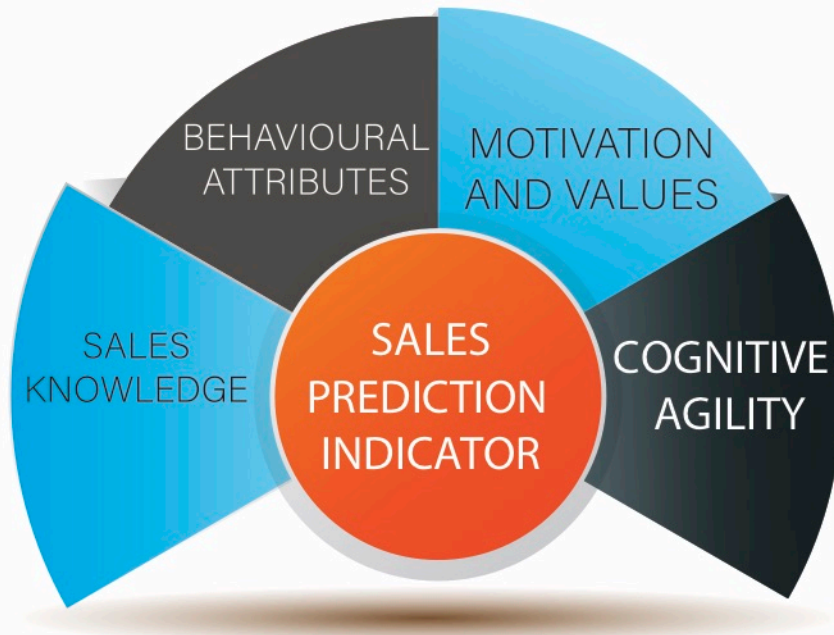 BEHAVIOURAL
ATTRIBUTES
MOTIVATION
AND VALUES
SALES
KNOWLEDGE
SALES
PREDICTION
INDICATOR
COGNITIVE
AGILITY